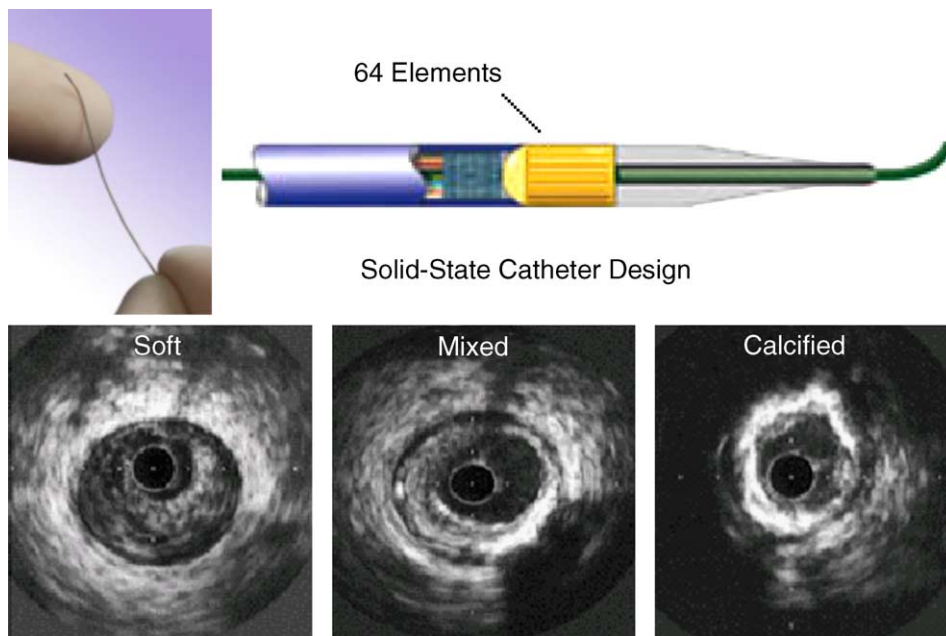 64 Elements
Solid-State Catheter Design
Soft
Mixed
Calcified